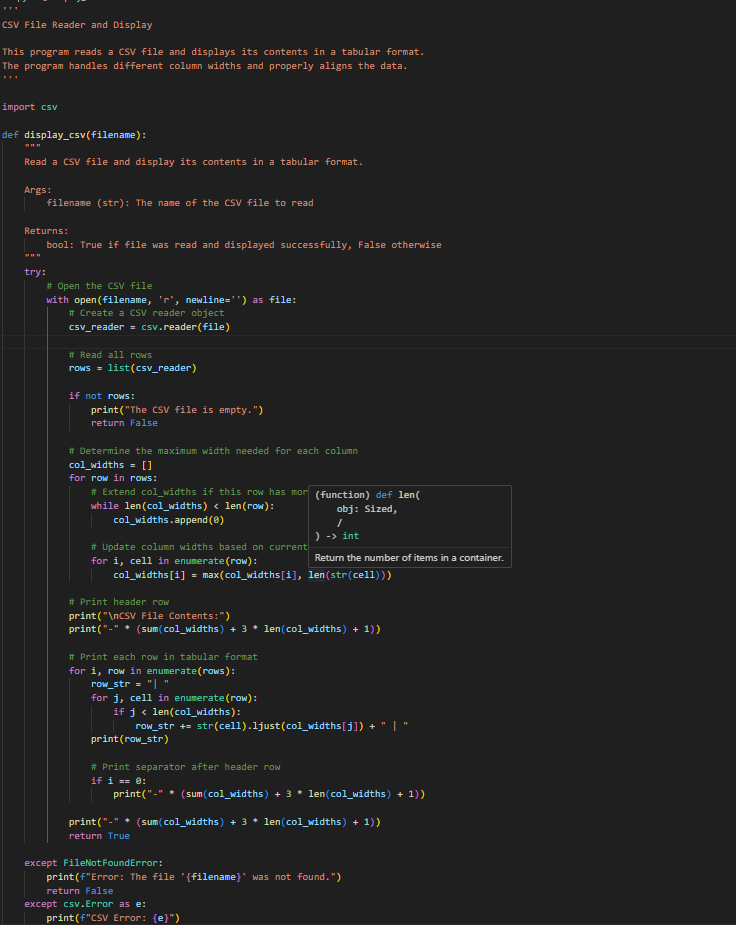 '''
CSV File Reader and Display

This program reads a CSV file and displays its contents in a tabular format.
The program handles different column widths and properly aligns the data.
'''

import csv

def display_csv(filename):
    """
    Read a CSV file and display its contents in a tabular format.

    Args:
        filename (str): The name of the CSV file to read

    Returns:
        bool: True if file was read and displayed successfully, False otherwise
    """
    try:
        # Open the CSV file
        with open(filename, 'r', newline='') as file:
            # Create a CSV reader object
            csv_reader = csv.reader(file)

            # Read all rows
            rows = list(csv_reader)

            if not rows:
                print("The CSV file is empty.")
                return False

            # Determine the maximum width needed for each column
            col_widths = []
            for row in rows:
                # Extend col_widths if this row has mor
                while len(col_widths) < len(row):
                    col_widths.append(0)

                # Update column widths based on current
                for i, cell in enumerate(row):
                    col_widths[i] = max(col_widths[i], len(str(cell)))
(function) def len(
    obj: Sized,
    /
) -> int
Return the number of items in a container.

            # Print header row
            print("\nCSV File Contents:")
            print("-" * (sum(col_widths) + 3 * len(col_widths) + 1))

            # Print each row in tabular format
            for i, row in enumerate(rows):
                row_str = "| "
                for j, cell in enumerate(row):
                    if j < len(col_widths):
                        row_str += str(cell).ljust(col_widths[j]) + " | "
                print(row_str)

                # Print separator after header row
                if i == 0:
                    print("-" * (sum(col_widths) + 3 * len(col_widths) + 1))

            print("-" * (sum(col_widths) + 3 * len(col_widths) + 1))
            return True

    except FileNotFoundError:
        print(f"Error: The file '{filename}' was not found.")
        return False
    except csv.Error as e:
        print(f"CSV Error: {e}")